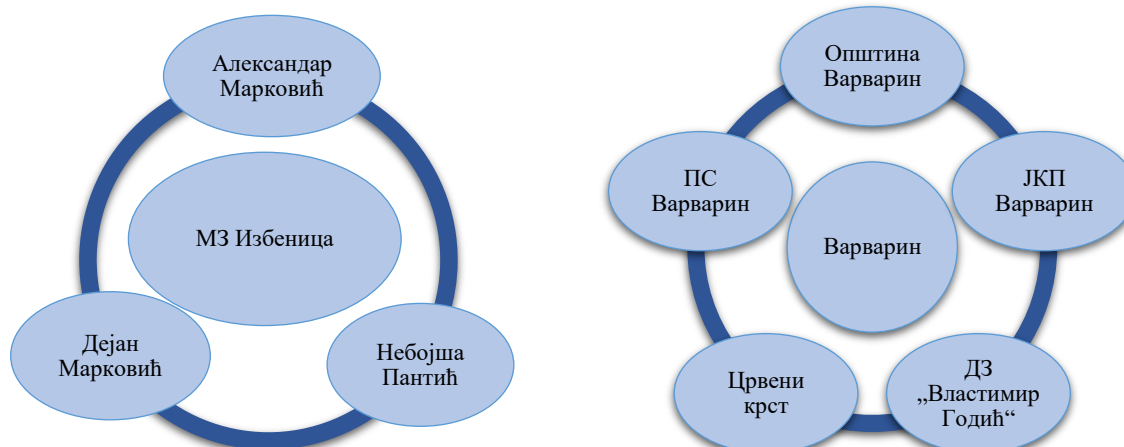 Александар
Марковић
МЗ Избеница
Дејан
Марковић
Небојша
Пантић
Општина
Варварин
ПС
Варварин
ЈКП
Варварин
Варварин
Црвени
крст
ДЗ
„Властимир
Годић“